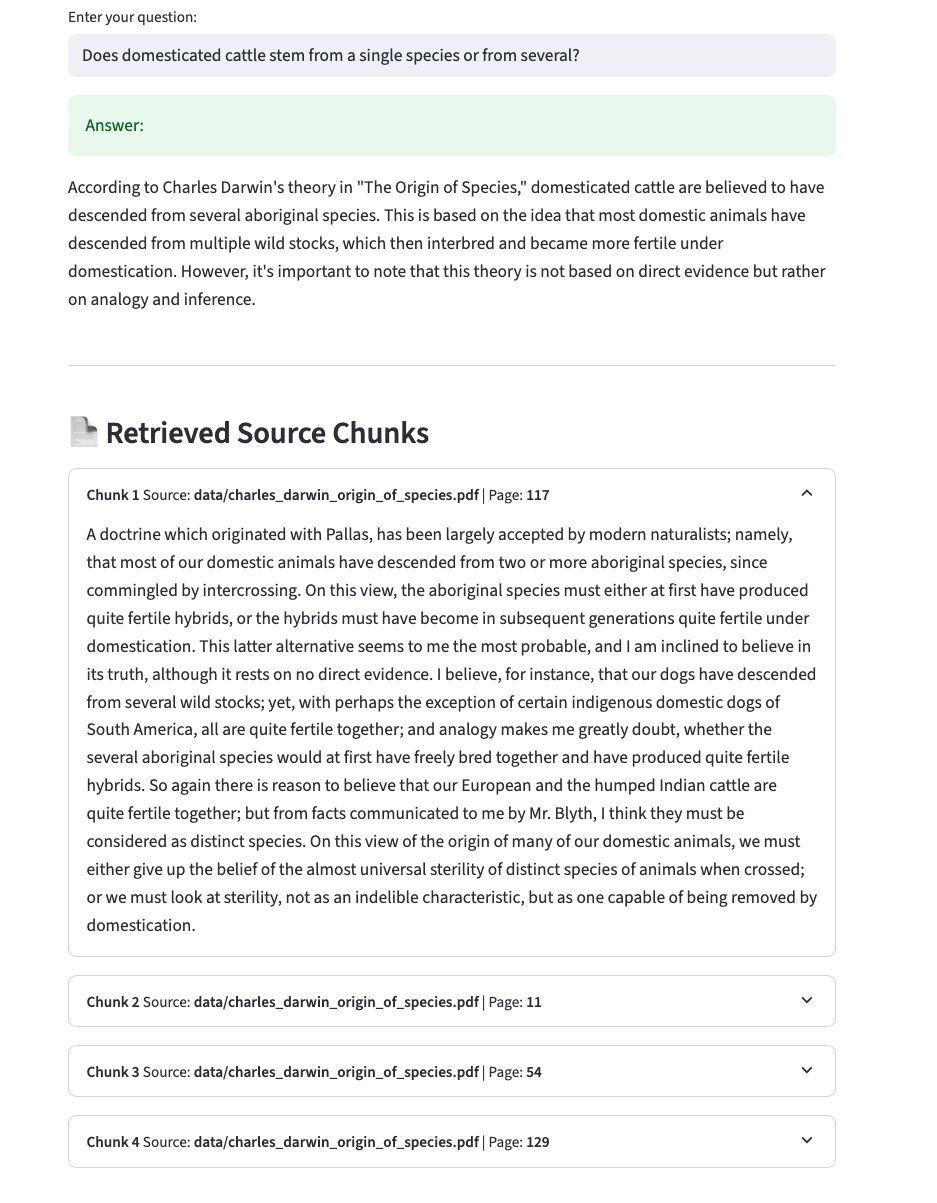 Enter your question:
Does domesticated cattle stem from a single species or from several?
Answer:
According to Charles Darwin's theory in "The Origin of Species," domesticated cattle are believed to have
descended from several aboriginal species. This is based on the idea that most domestic animals have
descended from multiple wild stocks, which then interbred and became more fertile under
domestication. However, it's important to note that this theory is not based on direct evidence but rather
on analogy and inference.
Retrieved Source Chunks
Chunk 1 Source: data/charles_darwin_origin_of_species.pdf | Page: 117
A doctrine which originated with Pallas, has been largely accepted by modern naturalists; namely,
that most of our domestic animals have descended from two or more aboriginal species, since
commingled by intercrossing. On this view, the aboriginal species must either at first have produced
quite fertile hybrids, or the hybrids must have become in subsequent generations quite fertile under
domestication. This latter alternative seems to me the most probable, and I am inclined to believe in
its truth, although it rests on no direct evidence. I believe, for instance, that our dogs have descended
from several wild stocks; yet, with perhaps the exception of certain indigenous domestic dogs of
South America, all are quite fertile together; and analogy makes me greatly doubt, whether the
several aboriginal species would at first have freely bred together and have produced quite fertile
hybrids. So again there is reason to believe that our European and the humped Indian cattle are
quite fertile together; but from facts communicated to me by Mr. Blyth, I think they must be
considered as distinct species. On this view of the origin of many of our domestic animals, we must
either give up the belief of the almost universal sterility of distinct species of animals when crossed;
or we must look at sterility, not as an indelible characteristic, but as one capable of being removed by
domestication.
Chunk 2 Source: data/charles_darwin_origin_of_species.pdf | Page: 11
Chunk 3 Source: data/charles_darwin_origin_of_species.pdf | Page: 54
Chunk 4 Source: data/charles_darwin_origin_of_species.pdf | Page: 129